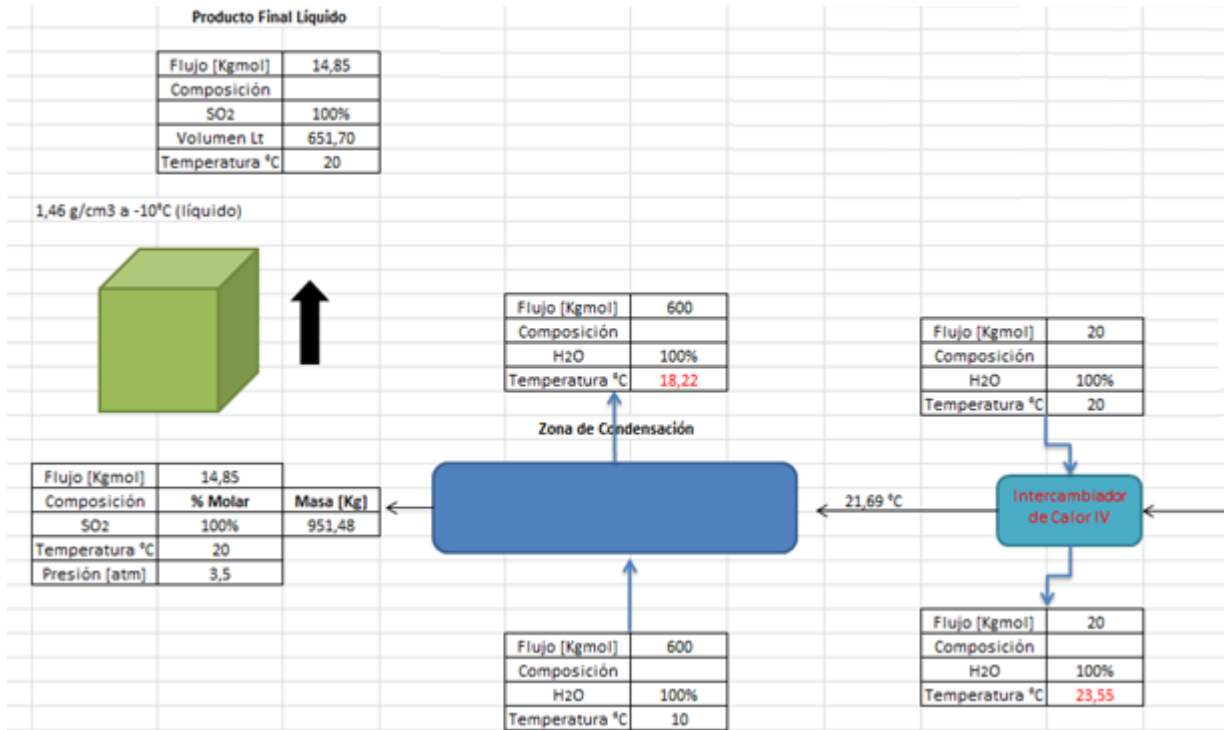 Producto Final Líquido
Flujo [Kgmol] 14,85
Composición
SO2 100%
Volumen Lt 651,70
Temperatura °C 20
1,46 g/cm3 a -10°C (líquido)
Flujo [Kgmol] 600
Composición
H2O 100%
Temperatura °C 18,22
Flujo [Kgmol] 20
Composición
H2O 100%
Temperatura °C 20
Zona de Condensación
Flujo [Kgmol] 14,85
Composición % Molar Masa [Kg]
SO2 100% 951,48
Temperatura °C 20
Presión [atm] 3,5
21,69 °C
Intercambiador
de Calor IV
Flujo [Kgmol] 600
Composición
H2O 100%
Temperatura °C 10
Flujo [Kgmol] 20
Composición
H2O 100%
Temperatura °C 23,55